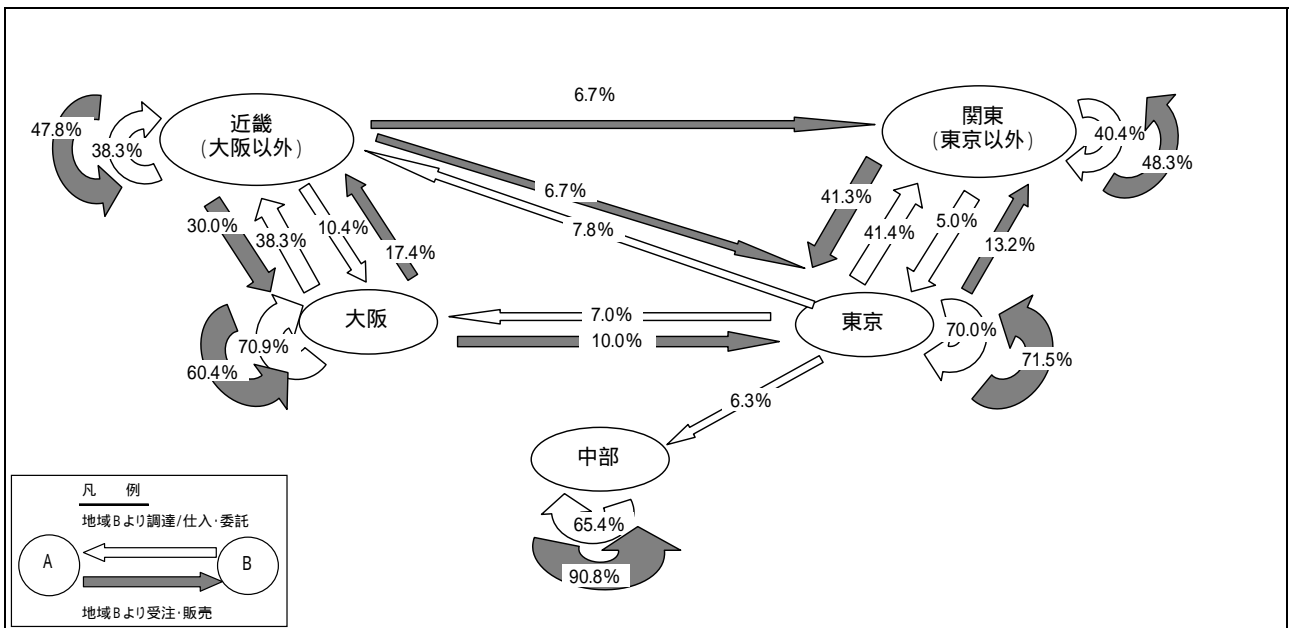 6.7%
近畿
(大阪以外)
関東
(東京以外)
47.8%
38.3%
40.4%
48.3%
6.7%
7.8%
30.0%
38.3%
10.4%
17.4%
41.3%
41.4%
5.0%
13.2%
大阪
東京
7.0%
10.0%
70.9%
60.4%
70.0%
71.5%
6.3%
中部
65.4%
90.8%
凡 例
地域Bより調達/仕入・委託
A
B
地域Bより受注・販売